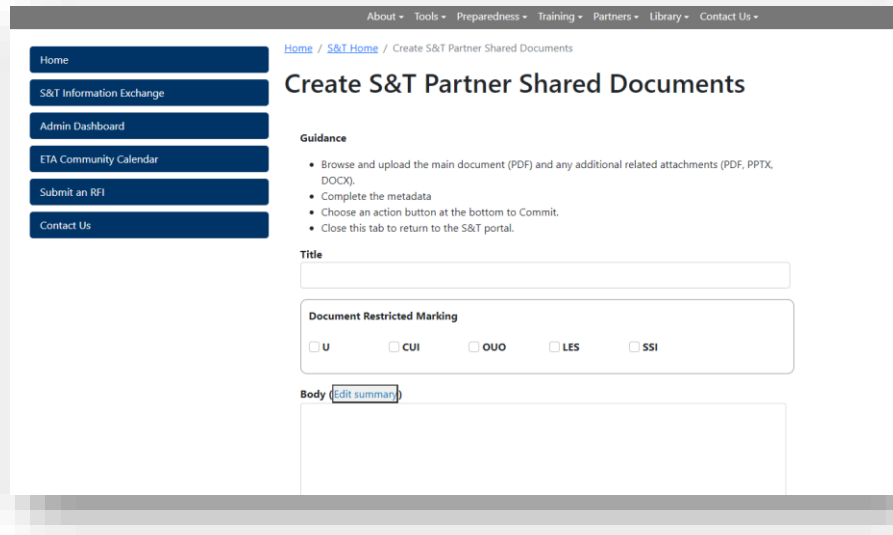 About Tools Preparedness Training Partners Library Contact Us
Home / S&T Home / Create S&T Partner Shared Documents
Home
S&T Information Exchange
Admin Dashboard
ETA Community Calendar
Submit an RFI
Contact Us
Create S&T Partner Shared Documents
Guidance
• Browse and upload the main document (PDF) and any additional related attachments (PDF, PPTX,
DOCX).
• Complete the metadata
• Choose an action button at the bottom to Commit.
• Close this tab to return to the S&T portal.
Title
Document Restricted Marking
U CUI OUO LES SSI
Body (Edit summary)